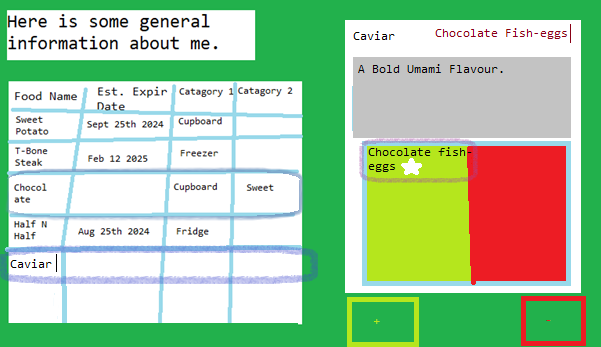 Here is some general
information about me.
Food Name
Est. Expir
Date
Catagory 1
Catagory 2
Sweet
Potato
Sept 25th 2024
Cupboard
T-Bone
Steak
Feb 12 2025
Freezer
Chocol
ate
Cupboard
Sweet
Half N
Half
Aug 25th 2024
Fridge
Caviar
Caviar
Chocolate Fish-eggs
A Bold Umami Flavour.
Chocolate fish-
eggs
+
-